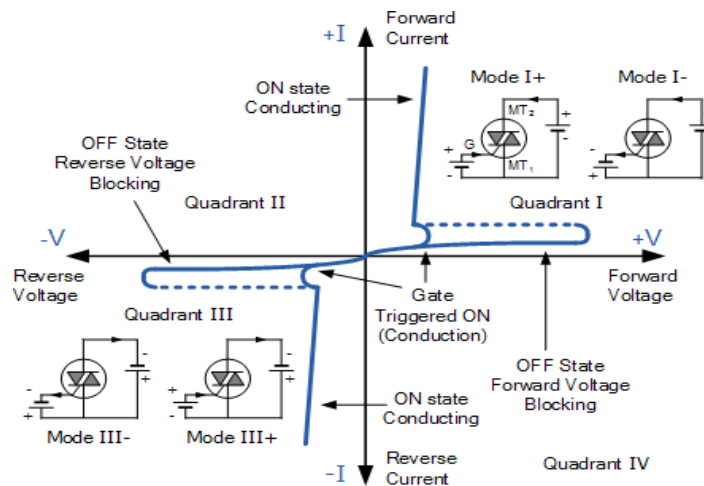 +I
Forward
Current
ON state
Conducting
Mode I+
Mode I-
MT₂
+
-
G
+
-
MT₁
-
+
OFF State
Reverse Voltage
Blocking
Quadrant II
Quadrant I
-V
+V
Reverse
Voltage
Forward
Voltage
Gate
Triggered ON
(Conduction)
Quadrant III
OFF State
Forward Voltage
Blocking
-
+
-
+
+
-
-
+
ON state
Conducting
Mode III-
Mode III+
-I
Reverse
Current
Quadrant IV